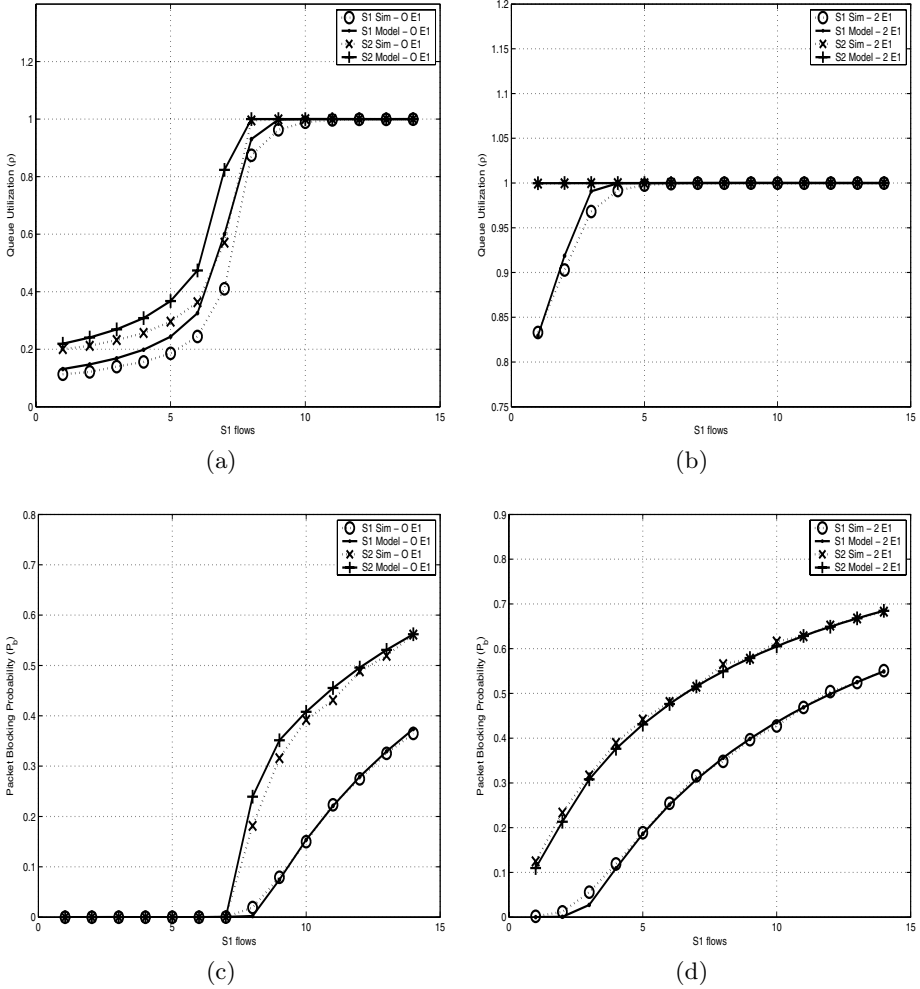 S1 Sim – O E1
S1 Model – O E1
S2 Sim – O E1
S2 Model – O E1
Queue Utilization (ρ)
1.2
1
0.8
0.6
0.4
0.2
0
0 5 10 15
S1 flows
(a)
S1 Sim – 2 E1
S1 Model – 2 E1
S2 Sim – 2 E1
S2 Model – 2 E1
Queue Utilization (ρ)
1.2
1.15
1.1
1.05
1
0.95
0.9
0.85
0.8
0.75
0 5 10 15
S1 flows
(b)
S1 Sim – O E1
S1 Model – O E1
S2 Sim – O E1
S2 Model – O E1
Packet Blocking Probability (P_b)
0.8
0.7
0.6
0.5
0.4
0.3
0.2
0.1
0
0 5 10 15
S1 flows
(c)
S1 Sim – 2 E1
S1 Model – 2 E1
S2 Sim – 2 E1
S2 Model – 2 E1
Packet Blocking Probability (P_b)
0.9
0.8
0.7
0.6
0.5
0.4
0.3
0.2
0.1
0
0 5 10 15
S1 flows
(d)